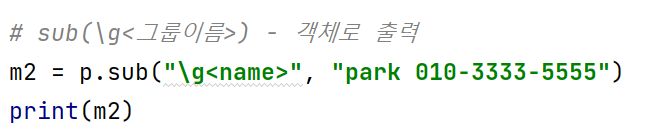 # sub(\g<그룹이름>) - 객체로 출력
m2 = p.sub("\g<name>", "park 010-3333-5555")
print(m2)